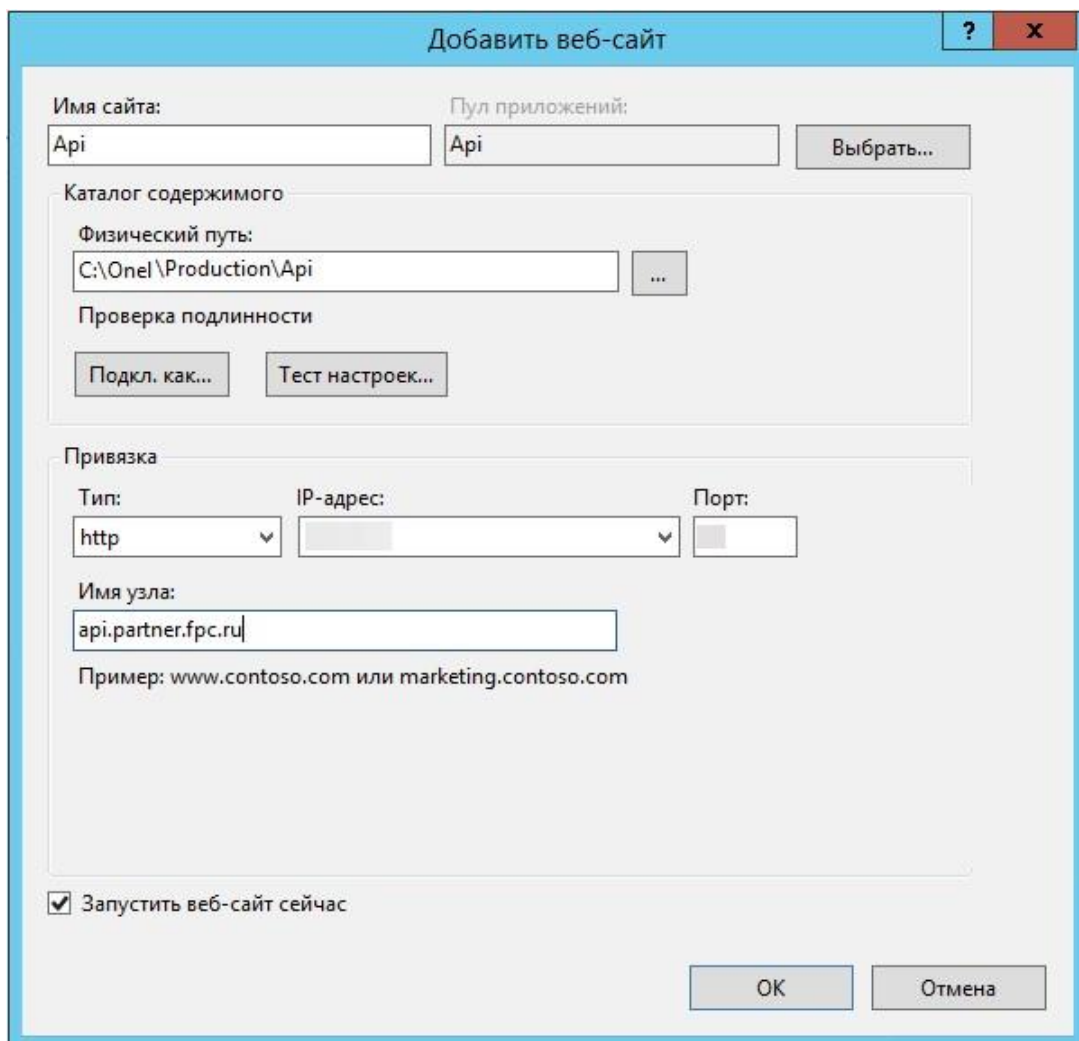 Добавить веб-сайт
? x
Имя сайта: Пул приложений:
Api Api Выбрать...
Каталог содержимого
Физический путь:
C:\Onel\Production\Api ...
Проверка подлинности
Подкл. как... Тест настроек...
Привязка
Тип: IP-адрес: Порт:
http
Имя узла:
api.partner.fpc.ru
Пример: www.contoso.com или marketing.contoso.com
Запустить веб-сайт сейчас
OK Отмена